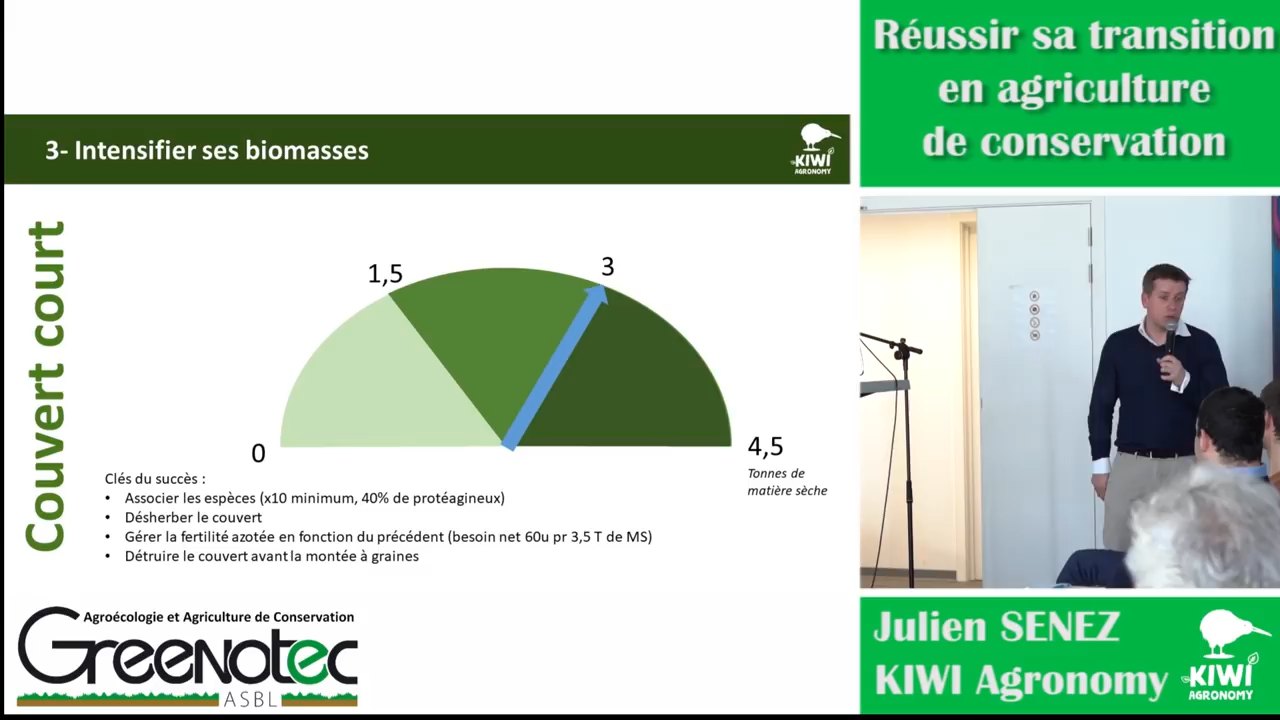 3- Intensifier ses biomasses
KIWI
AGRONOMY
Couvert court
0
1,5
3
4,5
Tonnes de
matière sèche
Clés du succès :
• Associer les espèces (x10 minimum, 40% de protéagineux)
• Désherber le couvert
• Gérer la fertilité azotée en fonction du précédent (besoin net 60u pr 3,5 T de MS)
• Détruire le couvert avant la montée à graines
Agroécologie et Agriculture de Conservation
Greenotec
ASBL
Réussir sa transition
en agriculture
de conservation
Julien SENEZ
KIWI Agronomy
KIWI
AGRONOMY